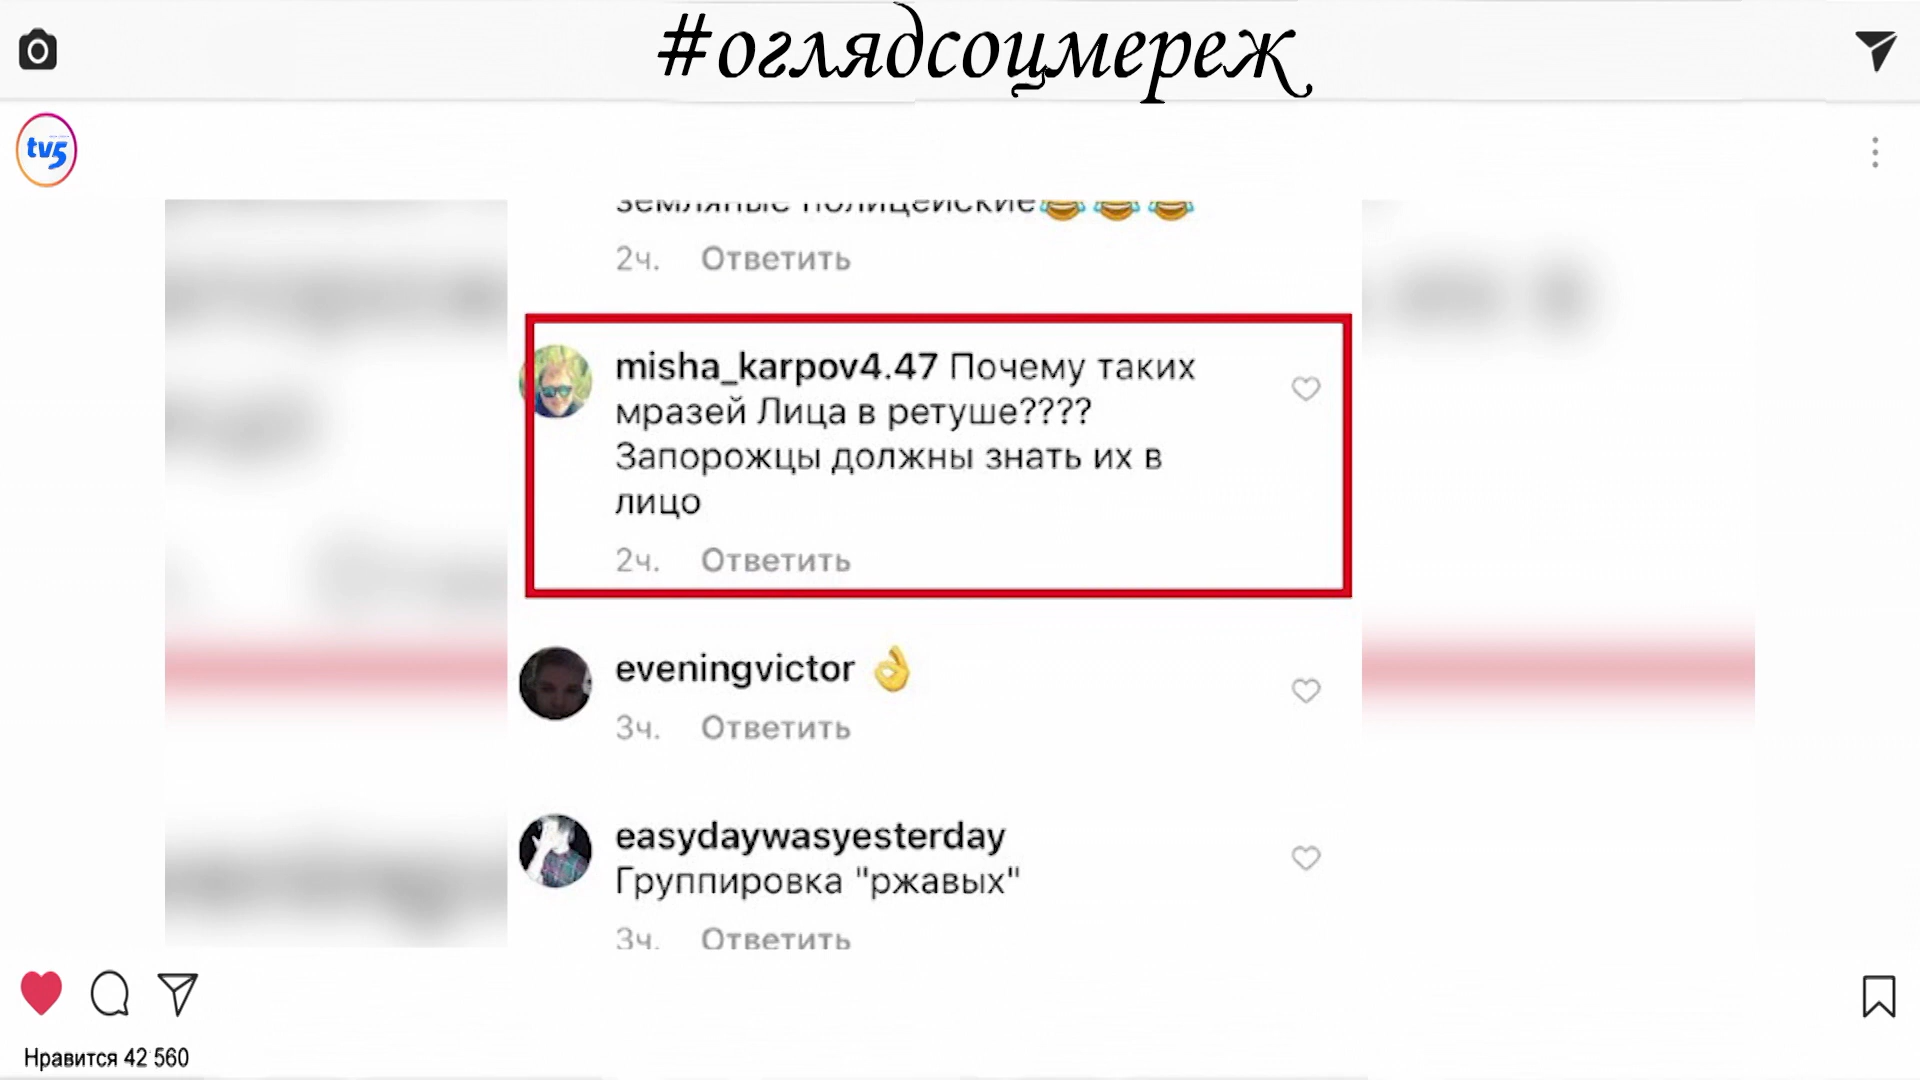 #оглядсоцмереж
tv5
земляные полицейские😂😂😂
2ч. Ответить
misha_karpov4.47 Почему таких
мразей Лица в ретуше????
Запорожцы должны знать их в
лицо
2ч. Ответить
eveningvictor 👌
3ч. Ответить
easydaywasyesterday
Группировка "ржавых"
3ч. Ответить
Нравится 42 560